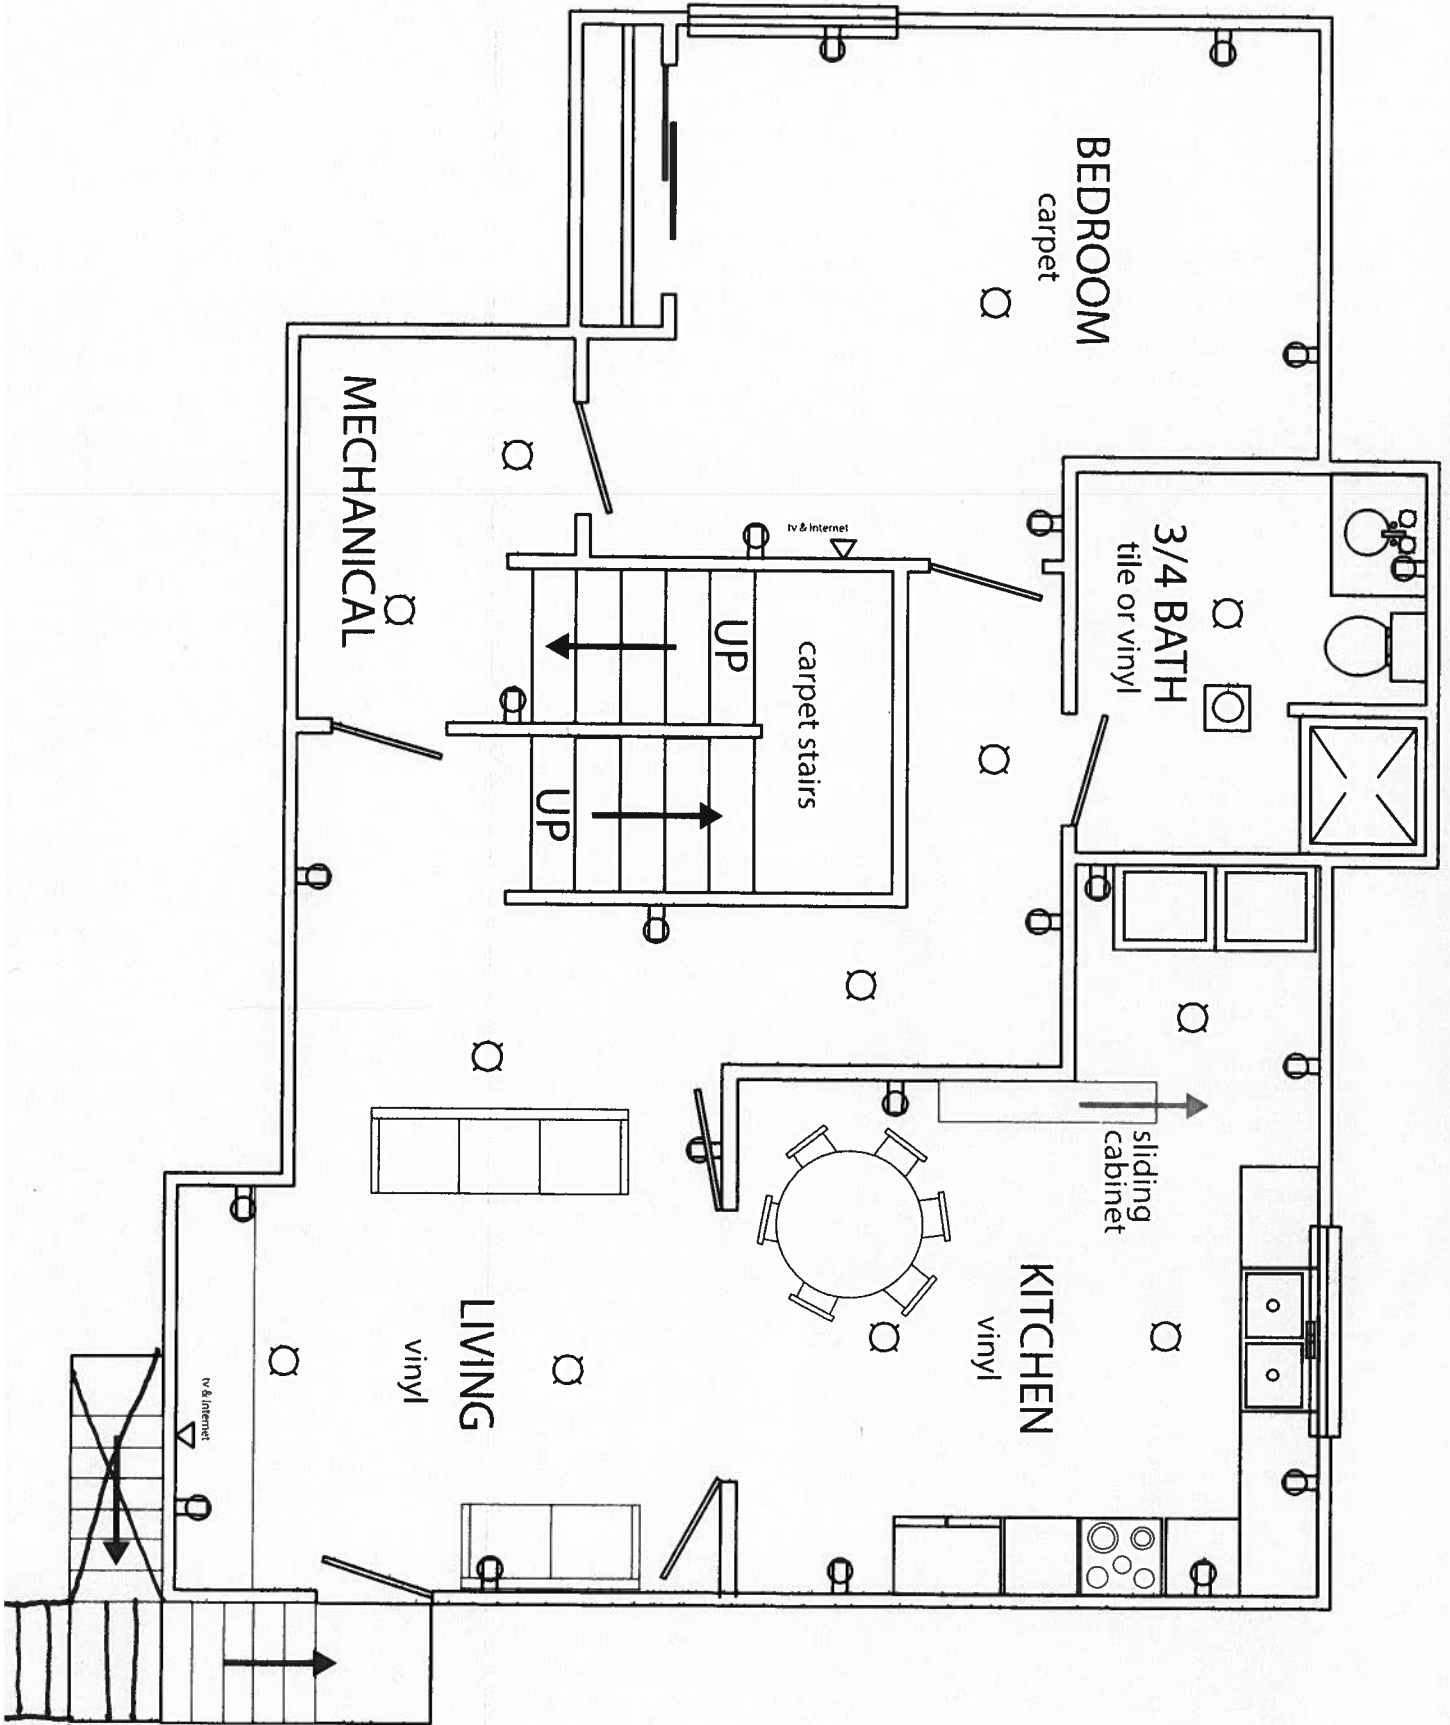 BEDROOM
carpet
3/4 BATH
tile or vinyl
MECHANICAL
tv & internet
UP
carpet stairs
UP
sliding
cabinet
KITCHEN
vinyl
LIVING
vinyl
tv & internet